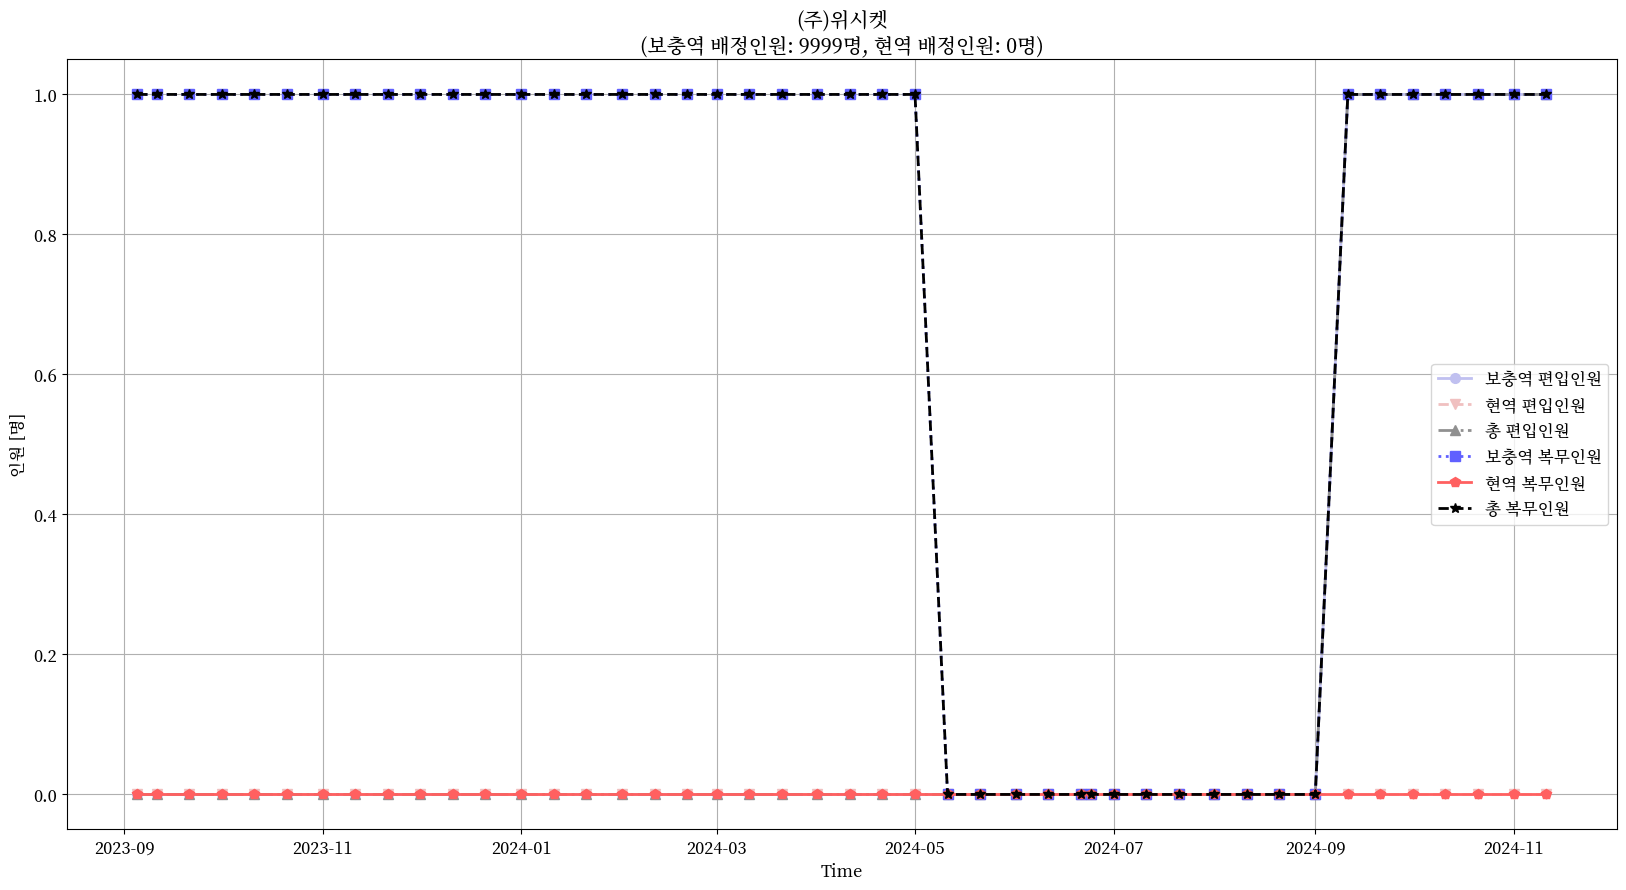 (주)위시켓
(보충역 배정인원: 9999명, 현역 배정인원: 0명)
1.0
0.8
0.6
0.4
0.2
0.0
인원 [명]
보충역 편입인원
현역 편입인원
총 편입인원
보충역 복무인원
현역 복무인원
총 복무인원
2023-09
2023-11
2024-01
2024-03
2024-05
2024-07
2024-09
2024-11
Time